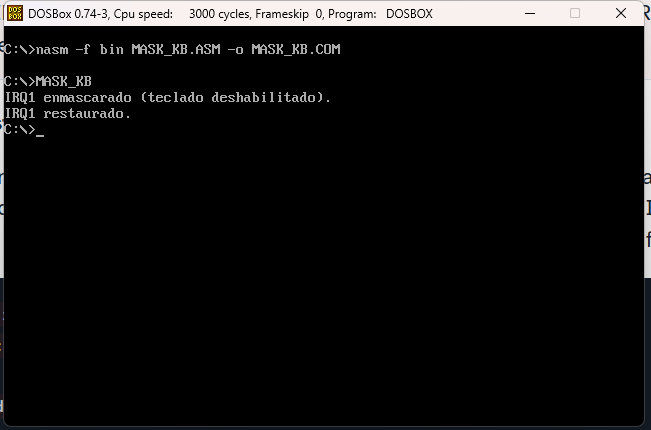 DOSBox 0.74-3, Cpu speed: 3000 cycles, Frameskip 0, Program: DOSBOX
C:\>nasm -f bin MASK_KB.ASM -o MASK_KB.COM
C:\>MASK_KB
IRQ1 enmascarado (teclado deshabilitado).
IRQ1 restaurado.
C:\>_